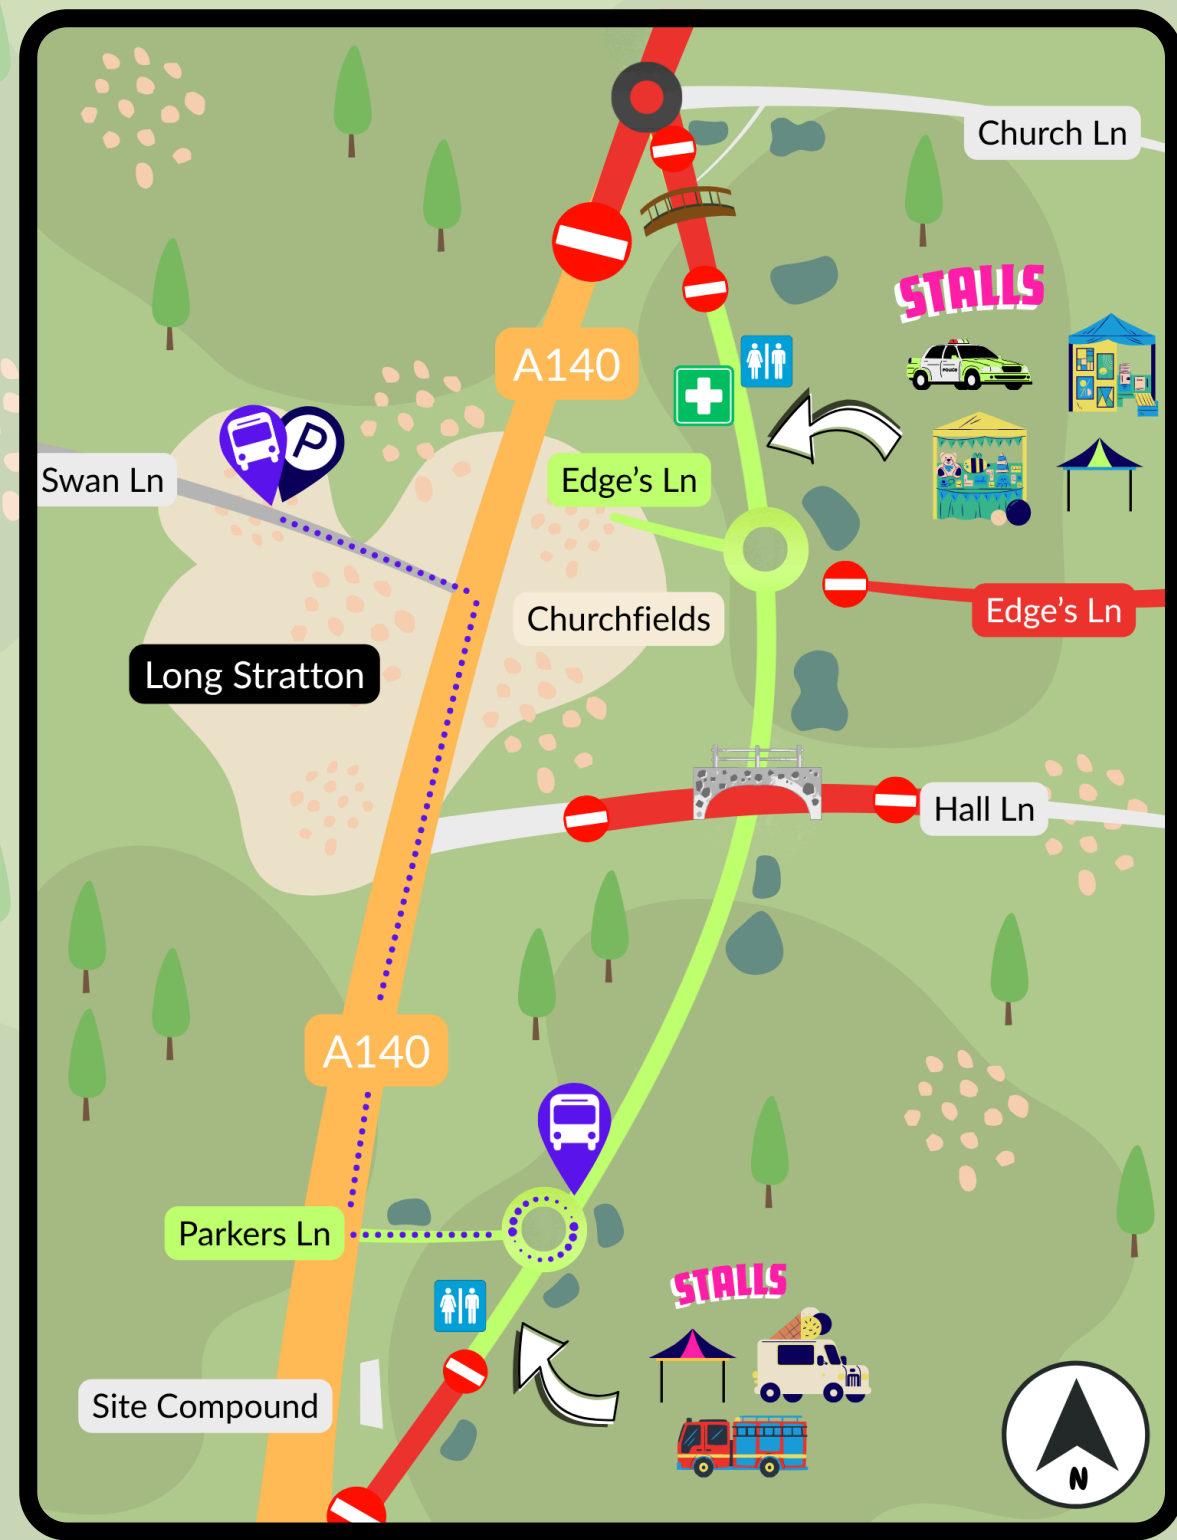 Church Ln
STALLS
POLICE
A140
P
Edge's Ln
Swan Ln
Edge's Ln
Churchfields
Long Stratton
Hall Ln
A140
Parkers Ln
STALLS
Site Compound
N